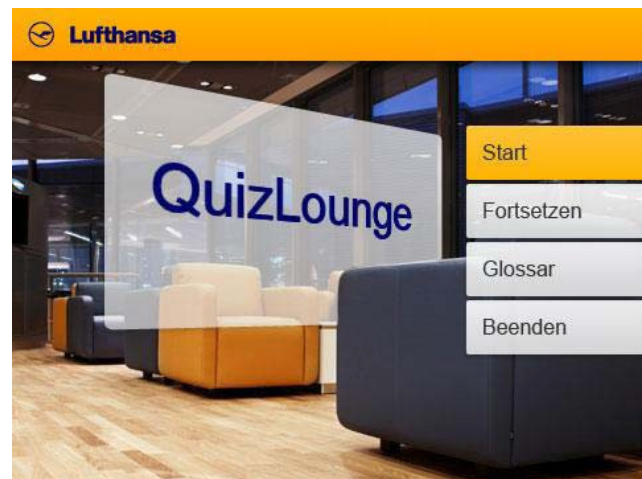 Lufthansa
QuizLounge
Start
Fortsetzen
Glossar
Beenden